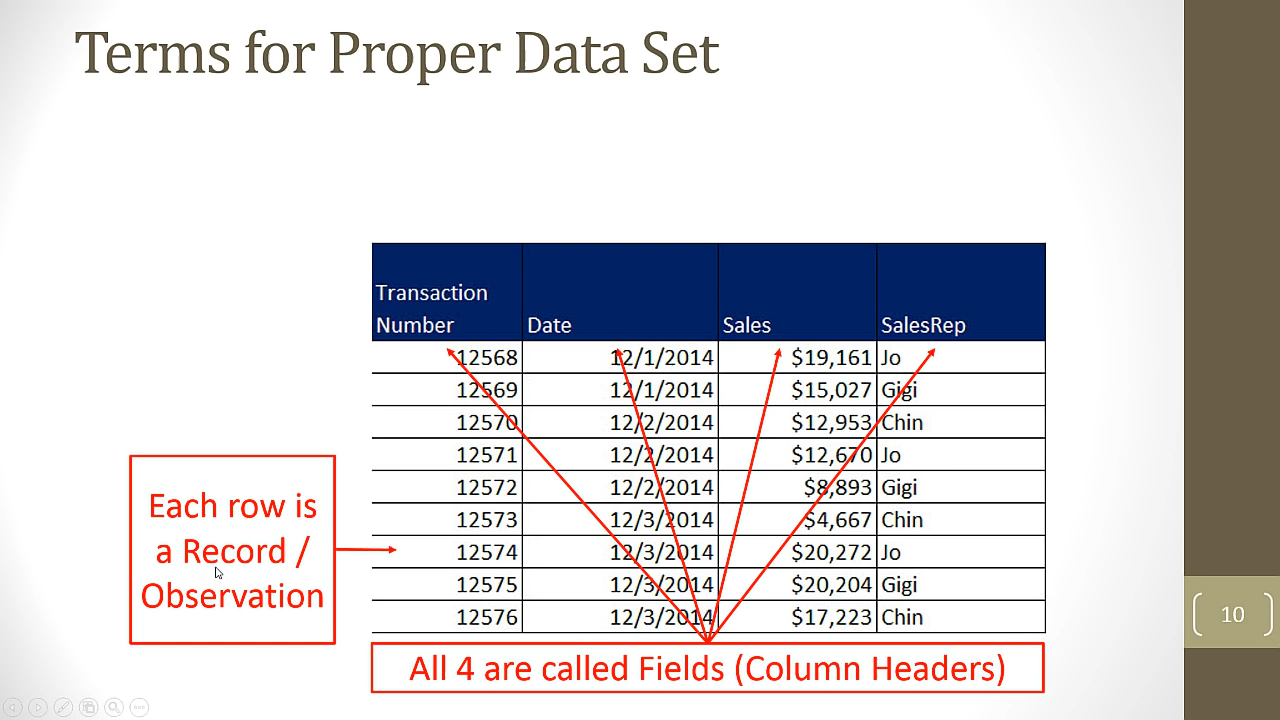 Terms for Proper Data Set
Transaction
Number Date Sales SalesRep
12568 12/1/2014 $19,161 Jo
12569 12/1/2014 $15,027 Gigi
12570 12/2/2014 $12,953 Chin
12571 12/2/2014 $12,670 Jo
12572 12/2/2014 $8,893 Gigi
12573 12/3/2014 $4,667 Chin
12574 12/3/2014 $20,272 Jo
12575 12/3/2014 $20,204 Gigi
12576 12/3/2014 $17,223 Chin
Each row is
a Record /
Observation
All 4 are called Fields (Column Headers)
10